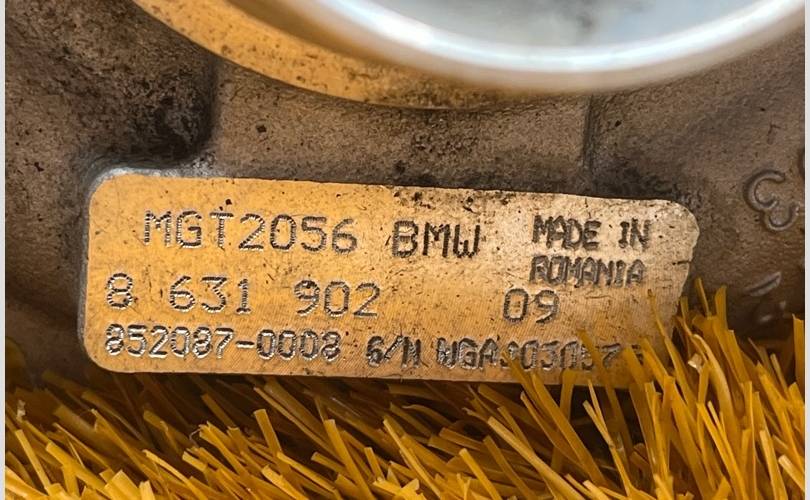 MGT2056 BMW MADE IN
ROMANIA
8 631 902 09
852087-0008 S/N